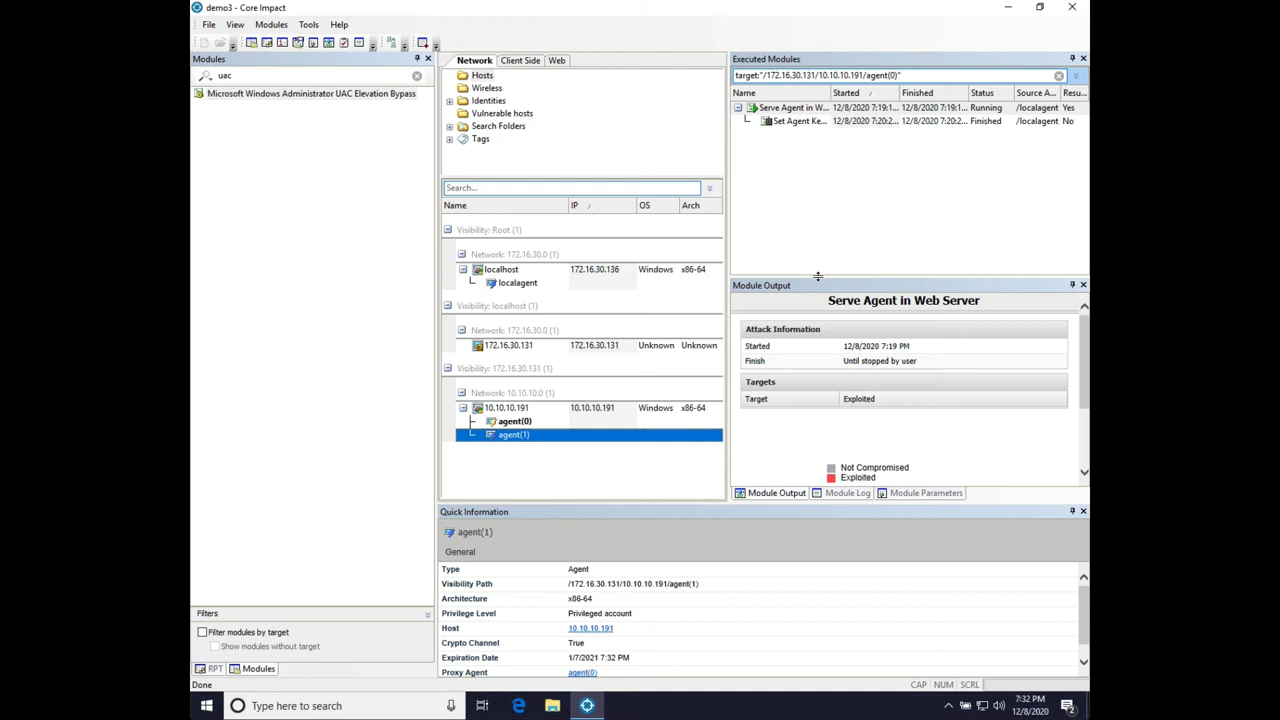 demo3 - Core Impact
File View Modules Tools Help
Modules
uac
Microsoft Windows Administrator UAC Elevation Bypass
Filters
Filter modules by target
Show modules without target
RPT Modules
Done
Network Client Side Web
Hosts
Wireless
Identities
Vulnerable hosts
Search Folders
Tags
Search...
Name IP OS Arch
Visibility: Root (1)
Network: 172.16.30.0 (1)
localhost 172.16.30.136 Windows x86-64
localagent
Visibility: localhost (1)
Network: 172.16.30.0 (1)
172.16.30.131 172.16.30.131 Unknown Unknown
Visibility: 172.16.30.131 (1)
Network: 10.10.10.0 (1)
10.10.10.191 10.10.10.191 Windows x86-64
agent(0)
agent(1)
Executed Modules
target:"/172.16.30.131/10.10.10.191/agent(0)"
Name Started Finished Status Source A... Resu...
Serve Agent in W... 12/8/2020 7:19:1... 12/8/2020 7:19:1... Running /localagent Yes
Set Agent Ke... 12/8/2020 7:20:2... 12/8/2020 7:20:2... Finished /localagent No
Module Output
Serve Agent in Web Server
Attack Information
Started 12/8/2020 7:19 PM
Finish Until stopped by user
Targets
Target Exploited
Not Compromised
Exploited
Module Output Module Log Module Parameters
Quick Information
agent(1)
General
Type Agent
Visibility Path /172.16.30.131/10.10.10.191/agent(1)
Architecture x86-64
Privilege Level Privileged account
Host 10.10.10.191
Crypto Channel True
Expiration Date 1/7/2021 7:32 PM
Proxy Agent agent(0)
CAP NUM SCRL
Type here to search
7:32 PM
12/8/2020
2